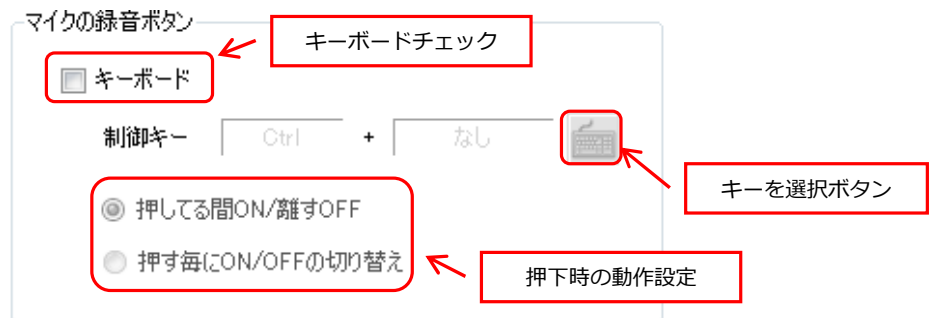 マイクの録音ボタン
キーボードチェック
キーボード
制御キー Ctrl + なし
キーを選択ボタン
押してる間ON/離すOFF
押す毎にON/OFFの切り替え
押下時の動作設定